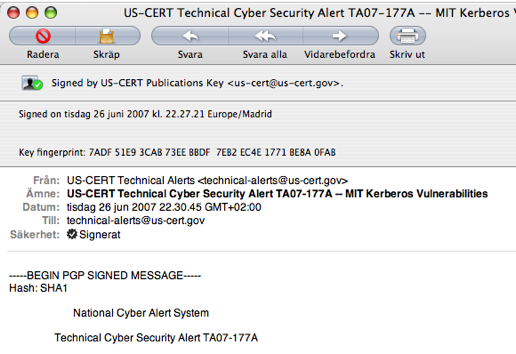 US-CERT Technical Cyber Security Alert TA07-177A -- MIT Kerberos
Radera Skräp Svara Svara alla Vidarebefordra Skriv ut
Signed by US-CERT Publications Key <us-cert@us-cert.gov>.
Signed on tisdag 26 juni 2007 kl. 22.27.21 Europe/Madrid
Key fingerprint: 7ADF 51E9 3CAB 73EE BBDF 7EB2 EC4E 1771 BE8A 0FAB
Från: US-CERT Technical Alerts <technical-alerts@us-cert.gov>
Ämne: US-CERT Technical Cyber Security Alert TA07-177A -- MIT Kerberos Vulnerabilities
Datum: tisdag 26 juni 2007 22.30.45 GMT+02:00
Till: technical-alerts@us-cert.gov
Säkerhet: Signerat
-----BEGIN PGP SIGNED MESSAGE-----
Hash: SHA1
National Cyber Alert System
Technical Cyber Security Alert TA07-177A